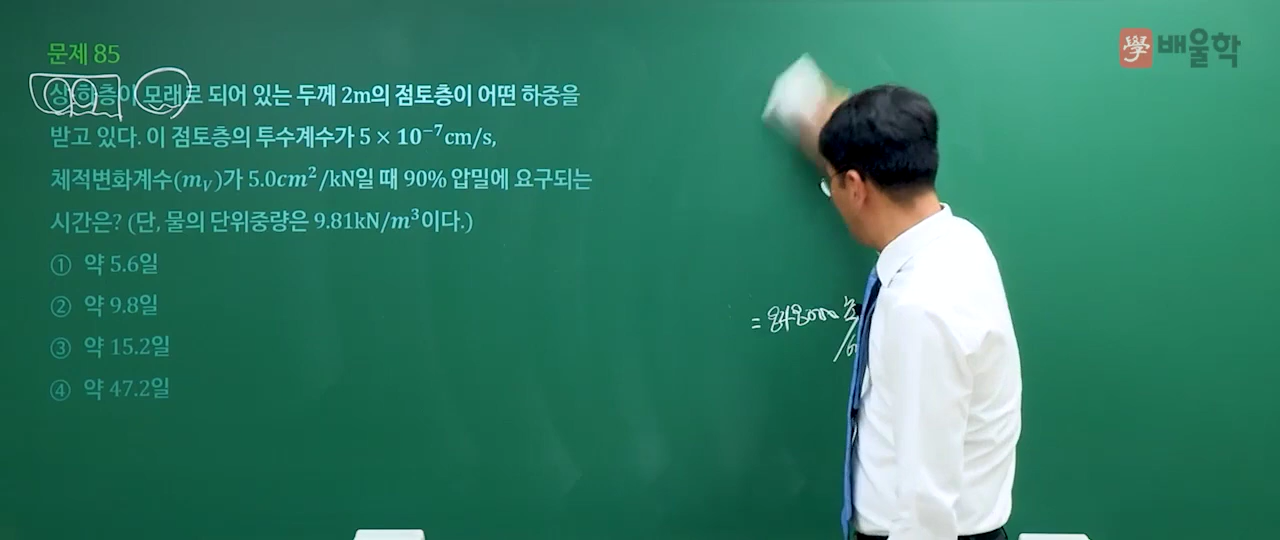 문제 85
상·하층이 모래로 되어 있는 두께 2m의 점토층이 어떤 하중을
받고 있다. 이 점토층의 투수계수가 5 × 10⁻⁷cm/s,
체적변화계수(m_V)가 5.0cm²/kN일 때 90% 압밀에 요구되는
시간은? (단, 물의 단위중량은 9.81kN/m³이다.)
① 약 5.6일
② 약 9.8일
③ 약 15.2일
④ 약 47.2일
學 배울학
= 848000 초